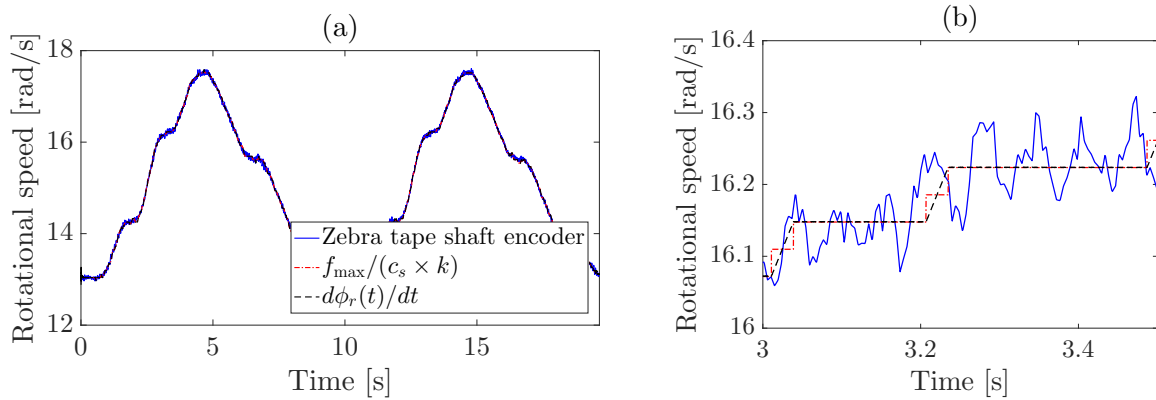 (a)
Rotational speed [rad/s]
18
16
14
12
0
5
10
15
Time [s]
Zebra tape shaft encoder
f_max/(c_s × k)
dϕ_r(t)/dt
(b)
Rotational speed [rad/s]
16.4
16.3
16.2
16.1
16
3
3.2
3.4
Time [s]